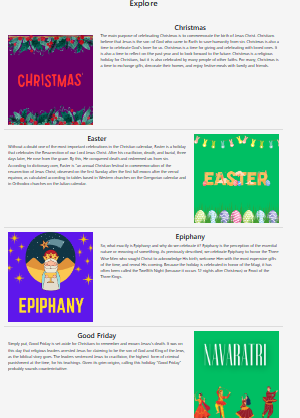 Explore
Christmas
The main purpose of celebrating Christmas is to commemorate the birth of Jesus Christ. Christians
believe that Jesus is the son of God who came to Earth to save humanity from sin. Christmas is also a
time to celebrate God's love for us. Christmas is a time for giving and celebrating with loved ones. It
is also a time to reflect on the past year and to look forward to the future. Christmas is a religious
holiday for Christians, but it is also celebrated by many people of other faiths. For many, Christmas is
a time to exchange gifts, decorate their homes, and enjoy festive meals with family and friends.
CHRISTMAS
Easter
Without a doubt one of the most important celebrations in the Christian calendar, Easter is a holiday
that celebrates the Resurrection of our Lord Jesus Christ. After his crucifixion, death, and burial, three
days later, He rose from the grave. By this, He conquered death and redeemed us from sin.
According to dictionary.com, Easter is "an annual Christian festival in commemoration of the
resurrection of Jesus Christ, observed on the first Sunday after the first full moon after the vernal
equinox, as calculated according to tables based in Western churches on the Gregorian calendar and
in Orthodox churches on the Julian calendar.
EASTER
Epiphany
So, what exactly is Epiphany and why do we celebrate it? Epiphany is the perception of the essential
nature or meaning of something. As previously described, we celebrate Epiphany to honor the Three
Wise Men who sought Christ to acknowledge His birth, welcome Him with the most expensive gifts
of the time, and reveal His coming. Because the holiday is celebrated in honor of the Magi, it has
often been called the Twelfth Night (because it occurs 12 nights after Christmas) or Feast of the
Three Kings.
EPIPHANY
Good Friday
Simply put, Good Friday is set aside for Christians to remember and mourn Jesus's death. It was on
this day that religious leaders arrested Jesus for claiming to be the son of God and King of the Jews,
as the biblical story goes. The leaders sentenced Jesus to crucifixion, the highest form of criminal
punishment at the time, for his teachings. Given its grim origins, calling this holiday "Good Friday"
probably sounds counterintuitive
NAVARATRI